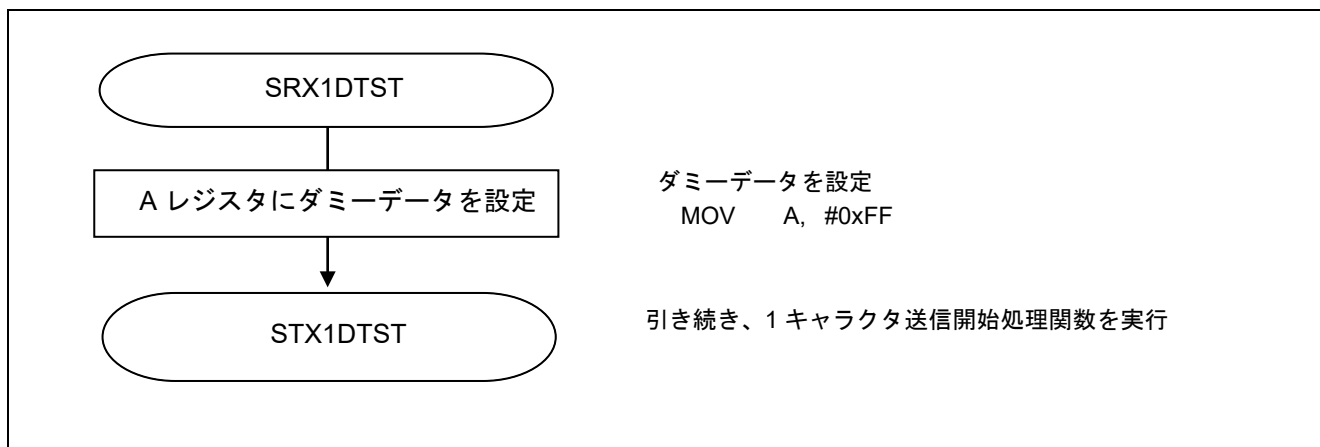 SRX1DTST
A レジスタにダミーデータを設定
ダミーデータを設定
MOV A, #0xFF
STX1DTST
引き続き、1 キャラクタ送信開始処理関数を実行